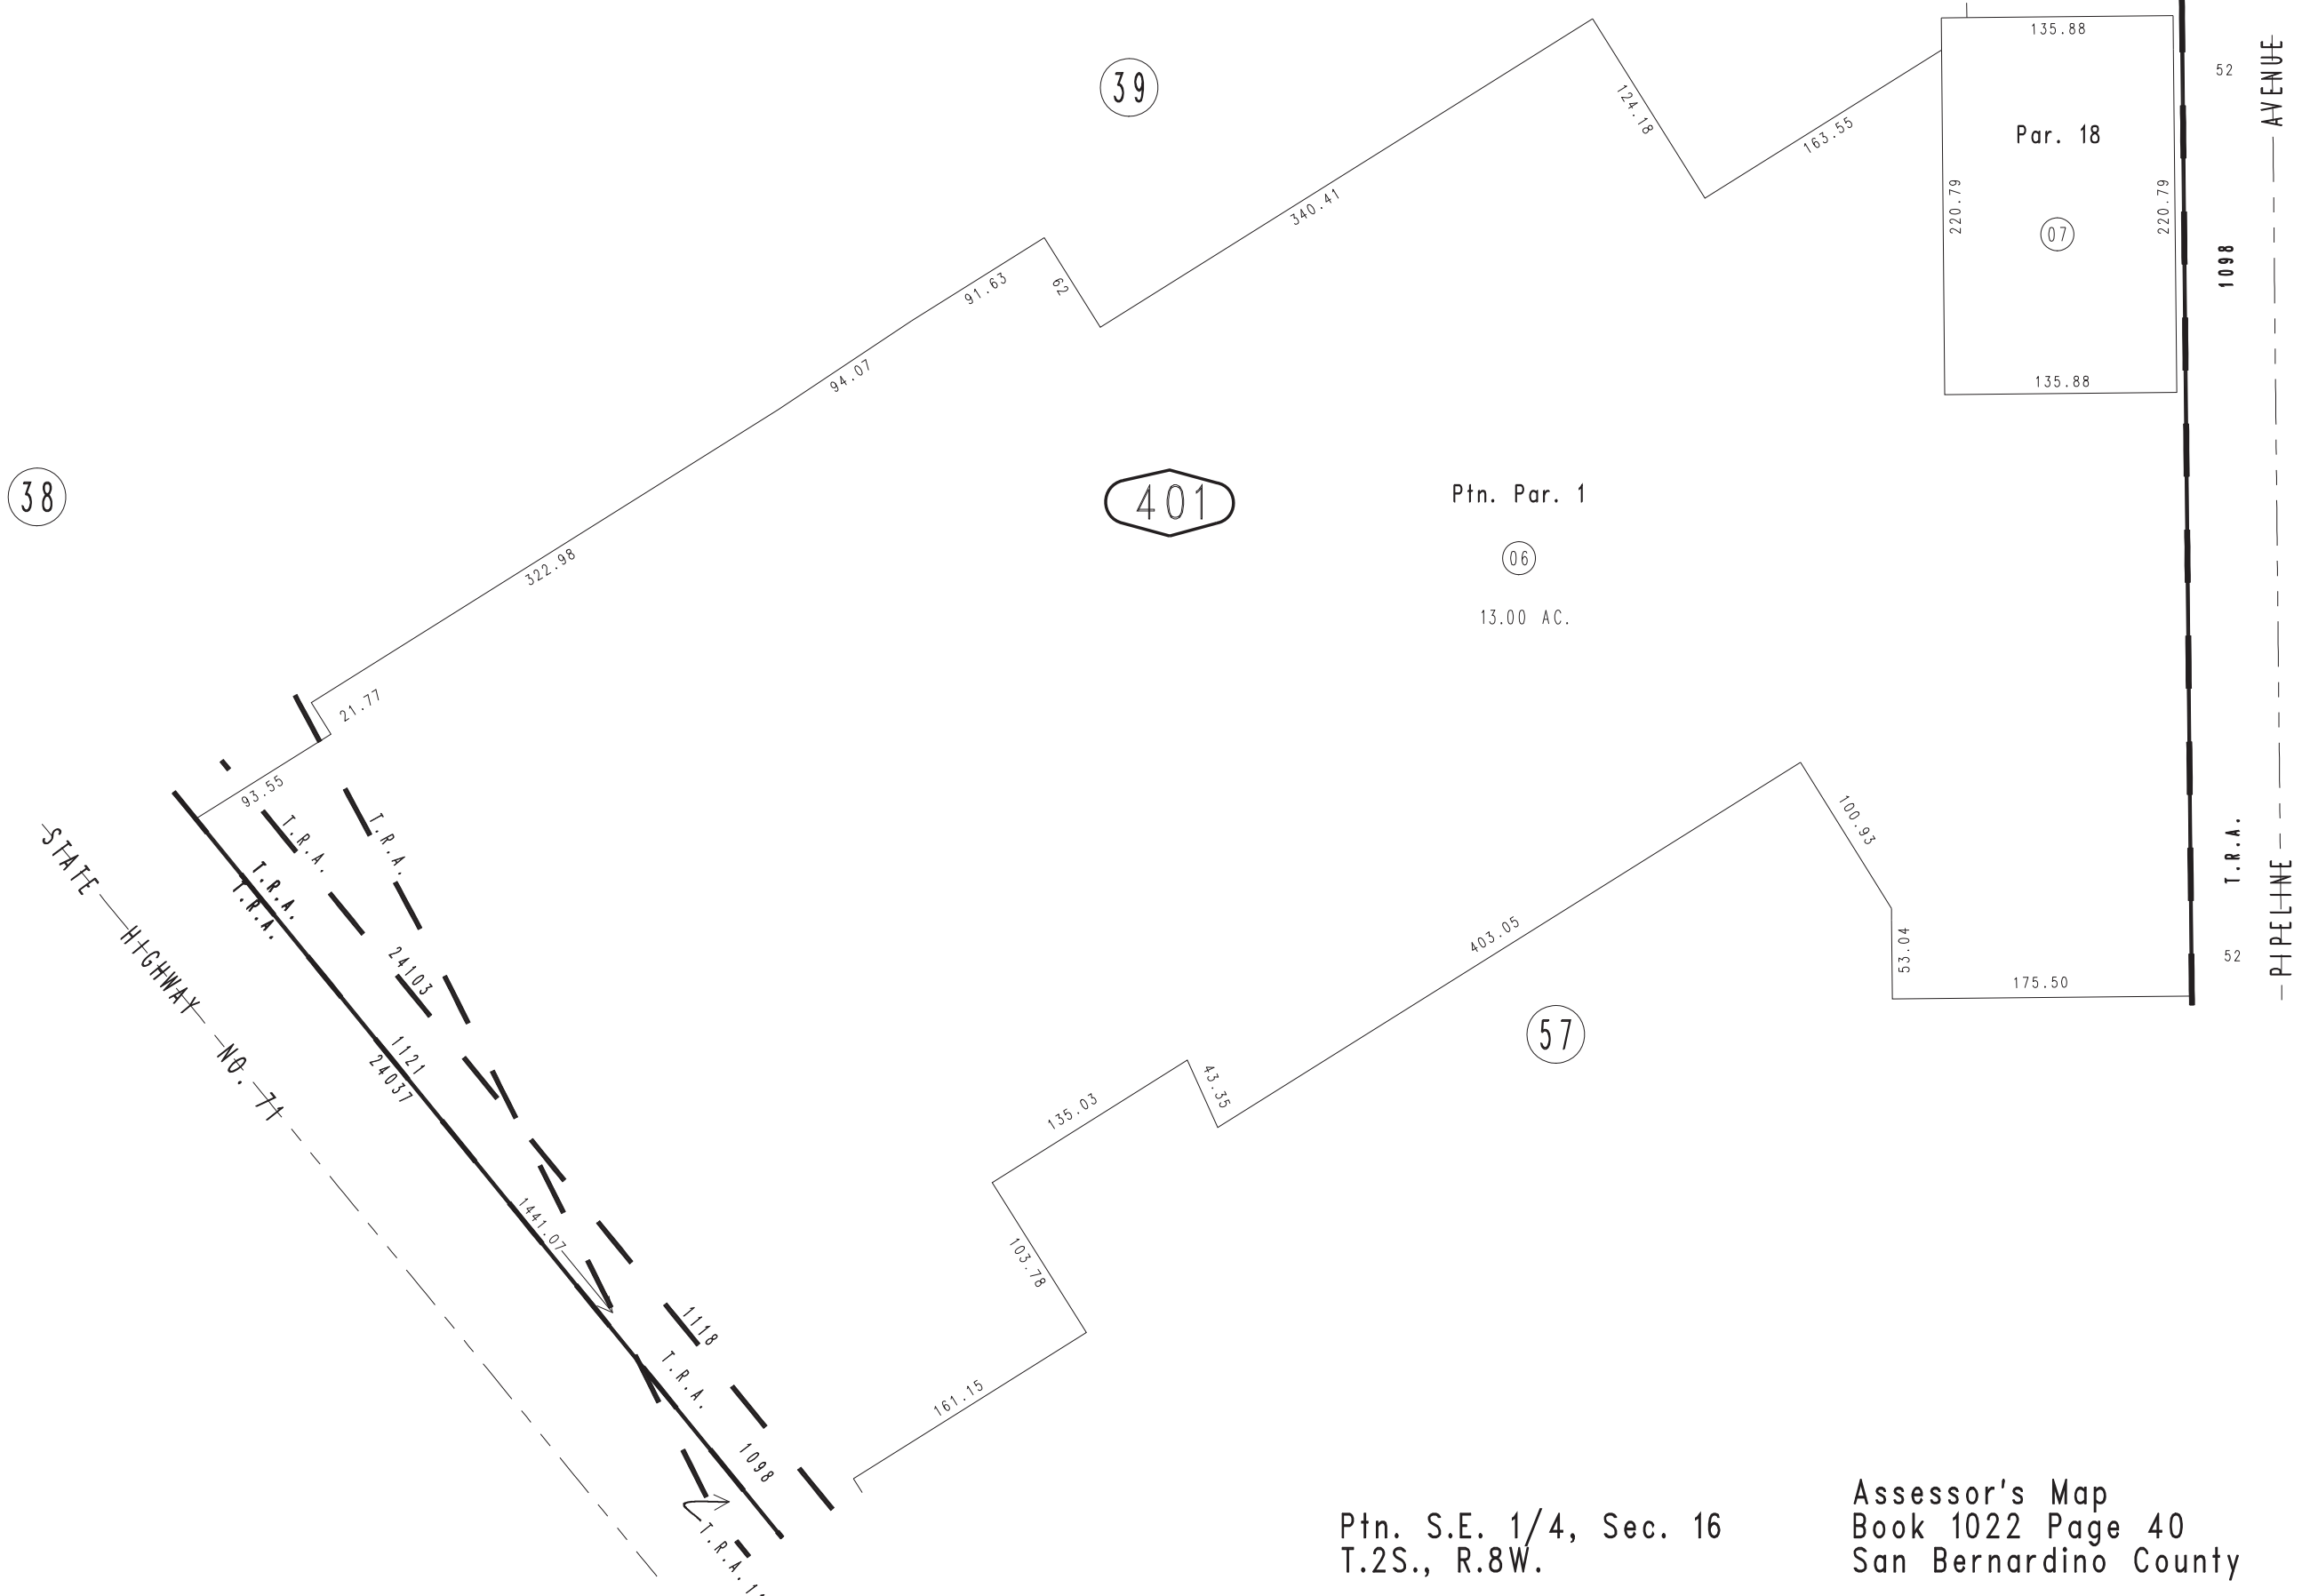 135.88
39
52
AVENUE
124.18
163.55
Par. 18
220.79
220.79
340.41
07
1098
91.63
62
94.07
135.88
38
401
Ptn. Par. 1
322.98
06
13.00 AC.
21.77
93.55
T.R.A.
T.R.A.
100.93
T.R.A.
STATE HIGHWAY NO. 71
T.R.A.
T.R.A.
403.05
53.04
PIPELINE
52
24103
175.50
57
1121
24037
43.35
135.03
1441.07
103.78
1118
T.R.A.
161.15
1098
T.R.A.
Ptn. S.E. 1/4, Sec. 16
T.2S., R.8W.
Assessor's Map
Book 1022 Page 40
San Bernardino County